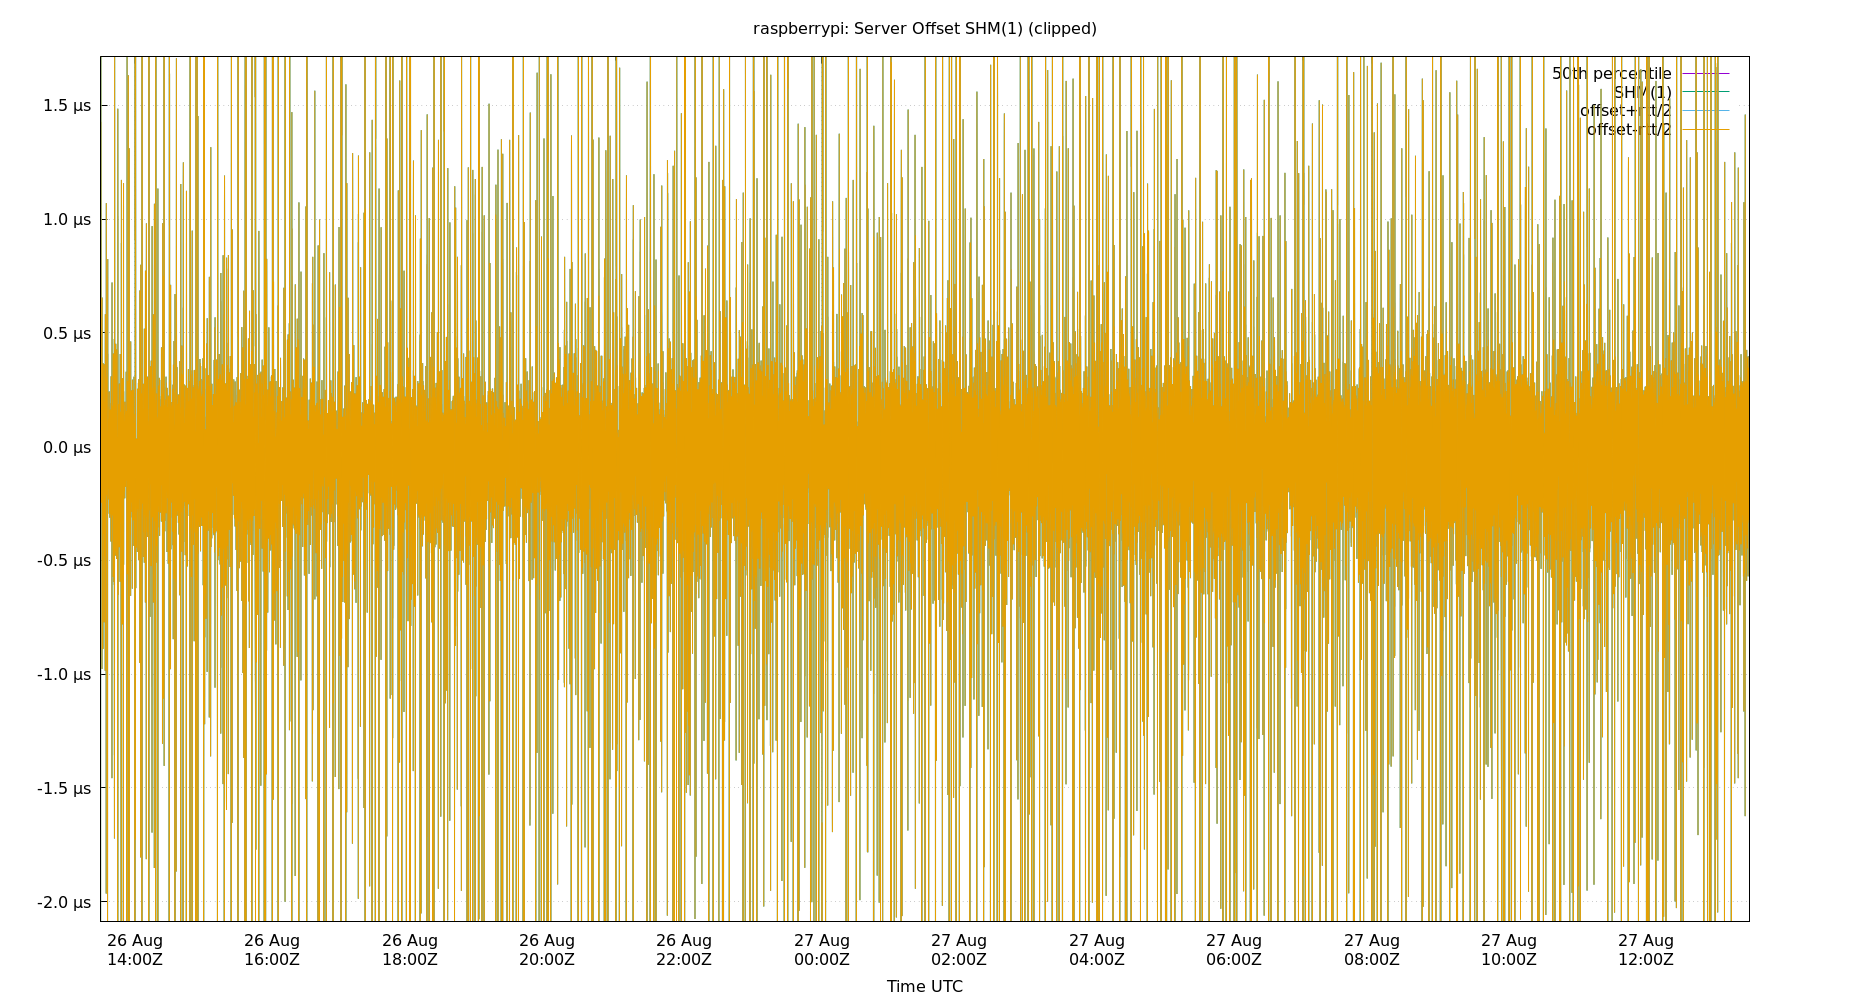 raspberrypi: Server Offset SHM(1) (clipped)
50th percentile
SHM(1)
offset+rtt/2
offset-rtt/2
1.5 µs
1.0 µs
0.5 µs
0.0 µs
-0.5 µs
-1.0 µs
-1.5 µs
-2.0 µs
26 Aug 26 Aug 26 Aug 26 Aug 26 Aug 27 Aug 27 Aug 27 Aug 27 Aug 27 Aug 27 Aug 27 Aug
14:00Z 16:00Z 18:00Z 20:00Z 22:00Z 00:00Z 02:00Z 04:00Z 06:00Z 08:00Z 10:00Z 12:00Z
Time UTC